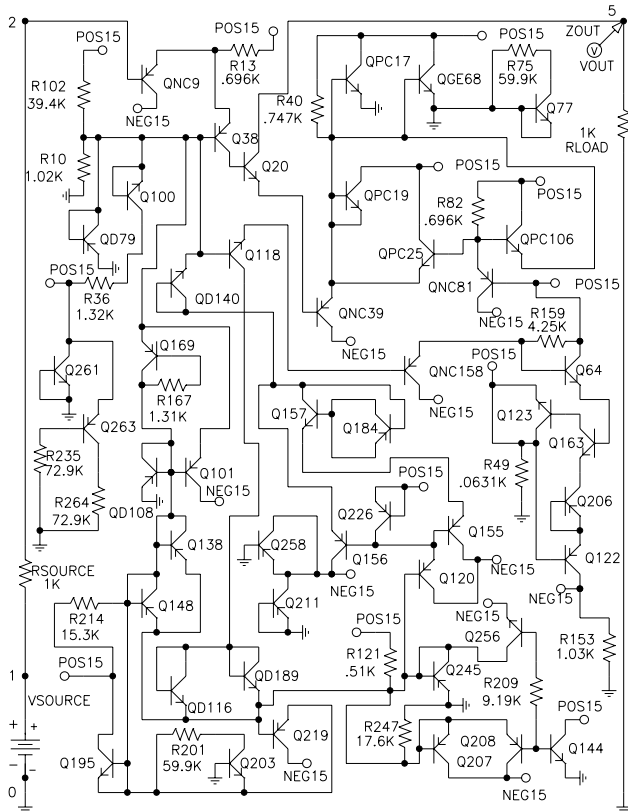 2
5
POS15
POS15
POS15
ZOUT
V
VOUT
R102
39.4K
QNC9
R13
.696K
QPC17
QGE68
R75
59.9K
Q77
NEG15
R40
.747K
Q38
1K
RLOAD
R10
1.02K
Q20
Q100
POS15
POS15
QPC19
R82
.696K
QD79
Q118
QPC25
QPC106
POS15
R36
1.32K
QD140
QNC81
POS15
QNC39
NEG15
R159
4.25K
Q169
NEG15
POS15
Q261
R167
1.31K
QNC158
Q64
Q157
Q184
NEG15
Q123
Q263
Q163
R235
72.9K
Q101
NEG15
POS15
R49
.0631K
R264
72.9K
QD108
Q226
Q206
Q138
Q258
Q156
Q155
Q122
RSOURCE
1K
Q120
NEG15
NEG15
NEG15
R214
15.3K
Q148
Q211
NEG15
POS15
Q256
R153
1.03K
1
POS15
R121
.51K
Q245
QD189
R209
9.19K
VSOURCE
QD116
POS15
+ +
R247
17.6K
R201
59.9K
Q219
Q208
Q207
Q144
Q195
Q203
- -
NEG15
NEG15
0